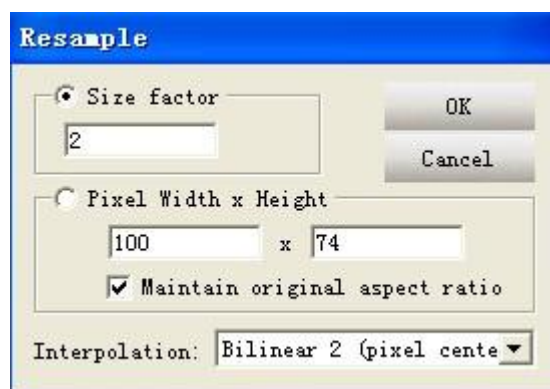 Resample
Size factor
2
OK
Cancel
Pixel Width x Height
100 x 74
Maintain original aspect ratio
Interpolation: Bilinear 2 (pixel cente